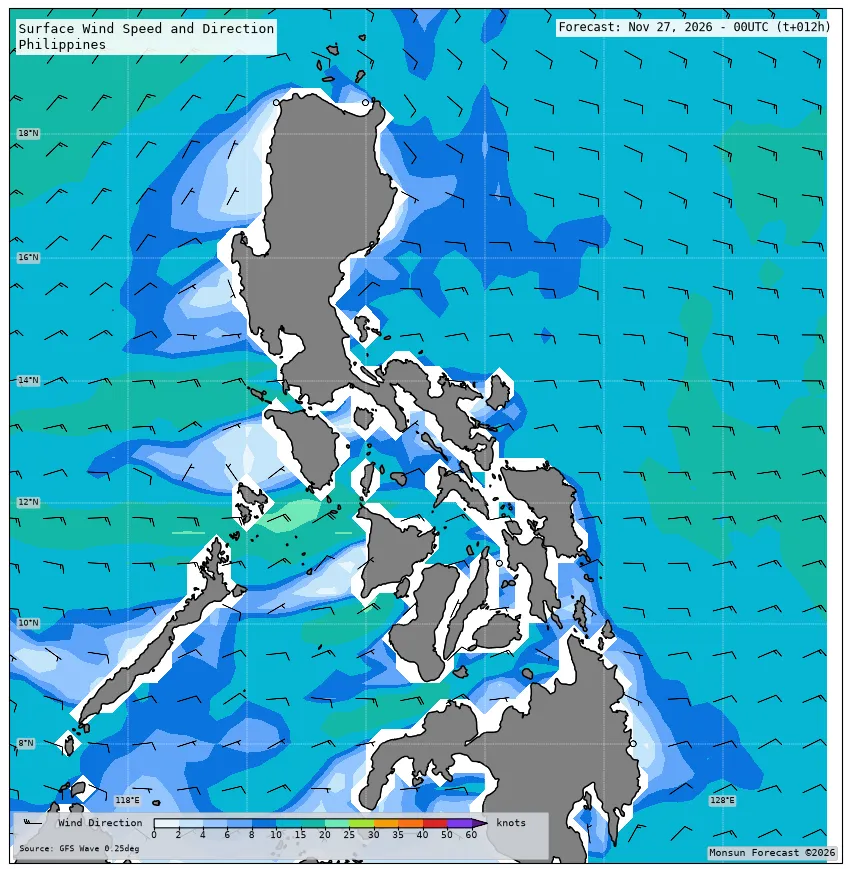 Surface Wind Speed and Direction
Philippines
Forecast: Nov 27, 2026 - 00UTC (t+012h)
18°N
16°N
14°N
12°N
10°N
8°N
118°E
128°E
Wind Direction
0 2 4 6 8 10 15 20 25 30 35 40 50 60
knots
Source: GFS Wave 0.25deg
Monsun Forecast ©2026